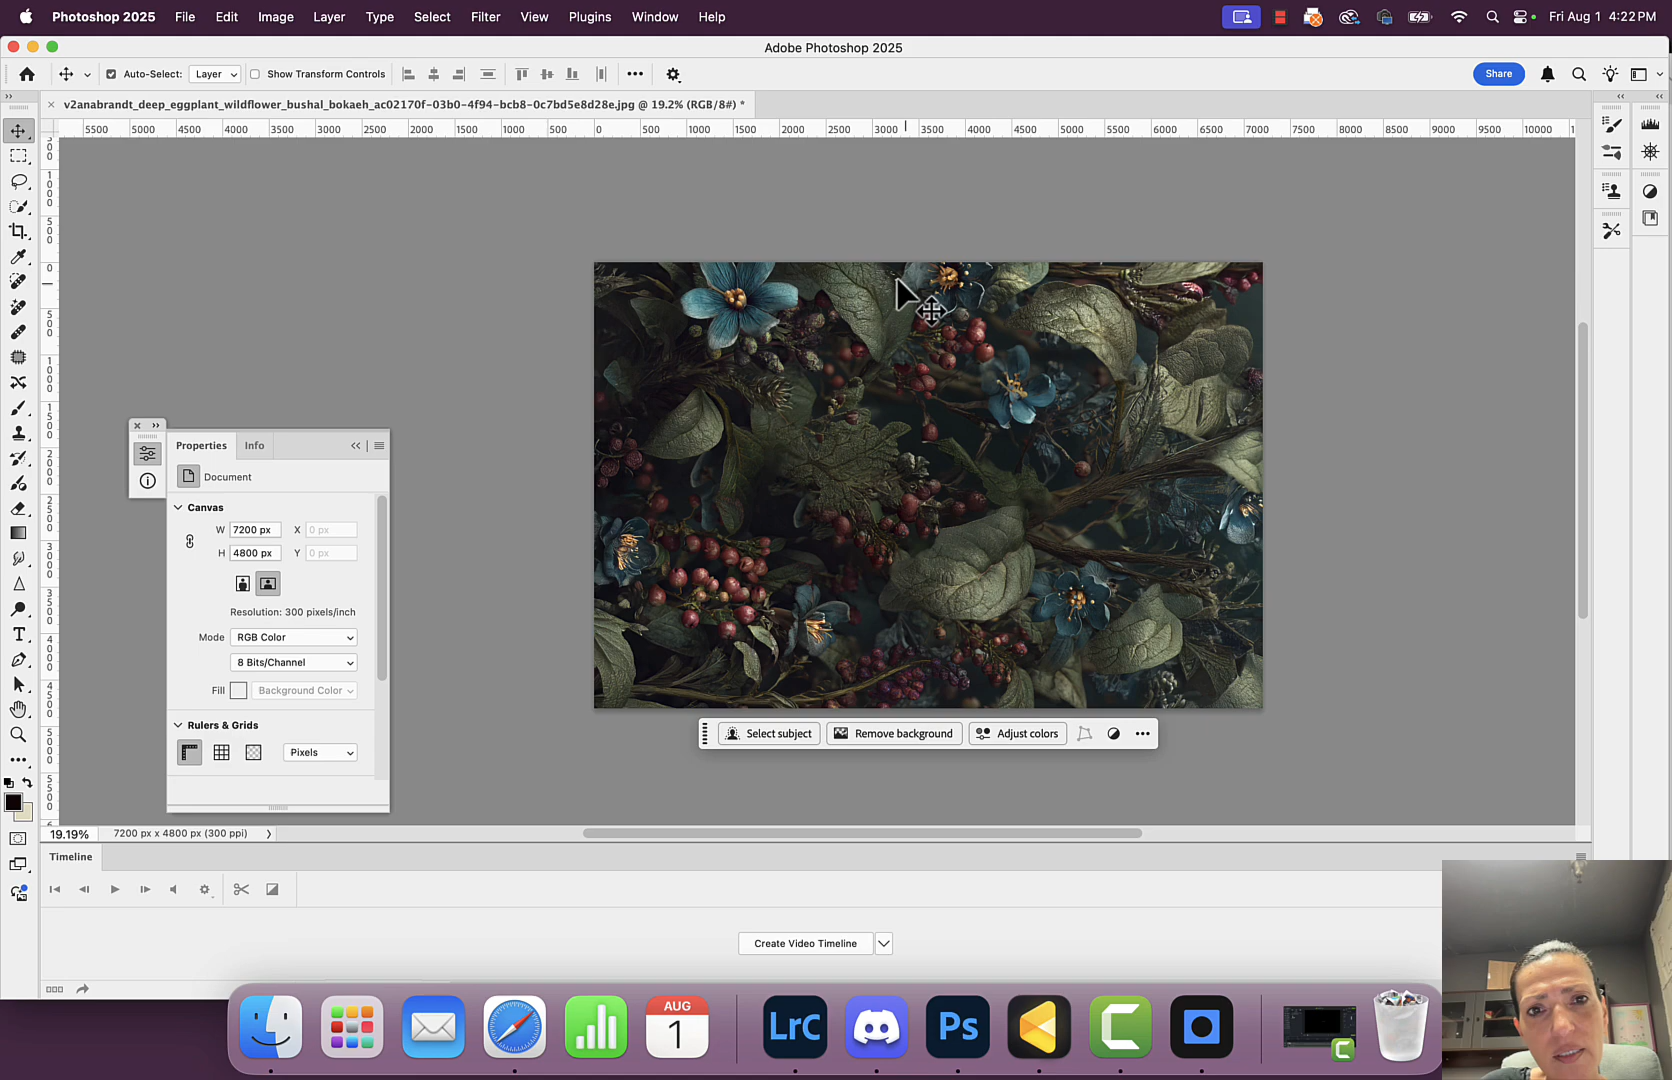 Photoshop 2025 File Edit Image Layer Type Select Filter View Plugins Window Help Fri Aug 1 4:22 PM
Adobe Photoshop 2025
Auto-Select: Layer Show Transform Controls Share
v2anabrandt_deep_eggplant_wildflower_bushal_bokaeh_ac02170f-03b0-4f94-bcb8-0c7bd5e8d28e.jpg @ 19.2% (RGB/8#) *
5500 5000 4500 4000 3500 3000 2500 2000 1500 1000 500 0 500 1000 1500 2000 2500 3000 3500 4000 4500 5000 5500 6000 6500 7000 7500 8000 8500 9000 9500 10000
Properties Info
Document
Canvas
W 7200 px X 0 px
H 4800 px Y 0 px
Resolution: 300 pixels/inch
Mode RGB Color
8 Bits/Channel
Fill Background Color
Rulers & Grids
Pixels
Select subject Remove background Adjust colors
19.19% 7200 px x 4800 px (300 ppi)
Timeline
Create Video Timeline
AUG
1
LrC
Ps